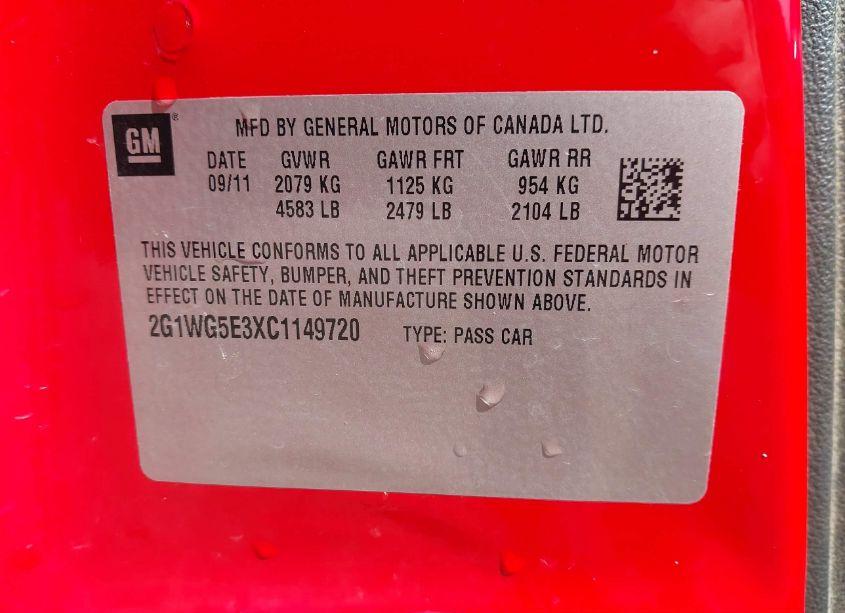 GM ®
MFD BY GENERAL MOTORS OF CANADA LTD.
DATE GVWR GAWR FRT GAWR RR
09/11 2079 KG 1125 KG 954 KG
4583 LB 2479 LB 2104 LB
THIS VEHICLE CONFORMS TO ALL APPLICABLE U.S. FEDERAL MOTOR
VEHICLE SAFETY, BUMPER, AND THEFT PREVENTION STANDARDS IN
EFFECT ON THE DATE OF MANUFACTURE SHOWN ABOVE.
2G1WG5E3XC1149720 TYPE: PASS CAR